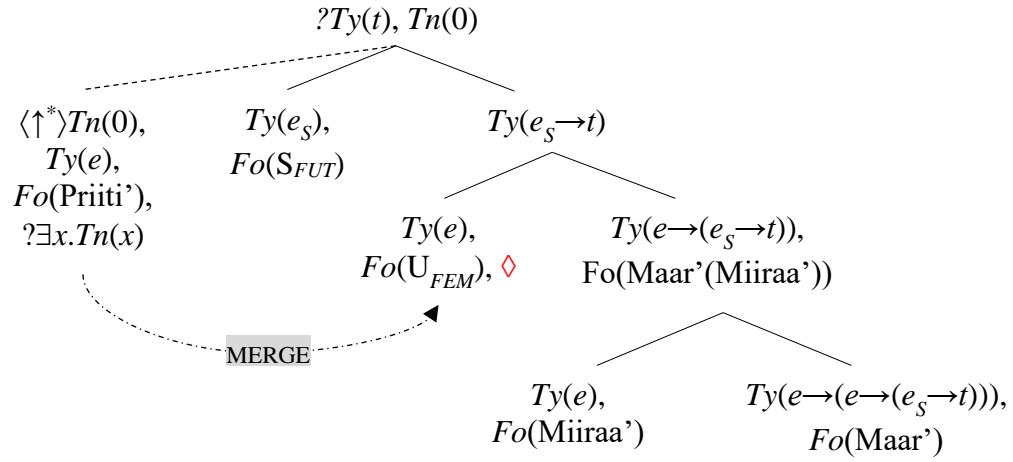 ?Ty(t), Tn(0)
⟨↑*⟩Tn(0),
Ty(e),
Fo(Priiti’),
?∃x.Tn(x)
Ty(e_S),
Fo(S_FUT)
Ty(e_S→t)
Ty(e),
Fo(U_FEM), ◊
Ty(e→(e_S→t)),
Fo(Maar’(Miiraa’))
MERGE
Ty(e),
Fo(Miiraa’)
Ty(e→(e→(e_S→t))),
Fo(Maar’)